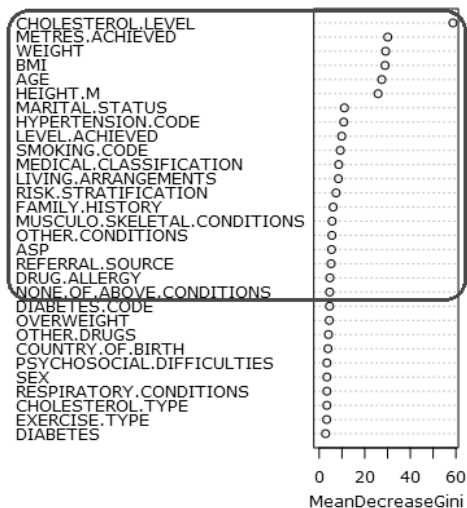 CHOLESTEROL.LEVEL
METRES.ACHIEVED
WEIGHT
BMI
AGE
HEIGHT.M
MARITAL.STATUS
HYPERTENSION.CODE
LEVEL.ACHIEVED
SMOKING.CODE
MEDICAL.CLASSIFICATION
LIVING.ARRANGEMENTS
RISK.STRATIFICATION
FAMILY.HISTORY
MUSCULO.SKELETAL.CONDITIONS
OTHER.CONDITIONS
ASP
REFERRAL.SOURCE
DRUG.ALLERGY
NONE.OF.ABOVE.CONDITIONS
DIABETES.CODE
OVERWEIGHT
OTHER.DRUGS
COUNTRY.OF.BIRTH
PSYCHOSOCIAL.DIFFICULTIES
SEX
RESPIRATORY.CONDITIONS
CHOLESTEROL.TYPE
EXERCISE.TYPE
DIABETES
0 20 40 60
MeanDecreaseGini